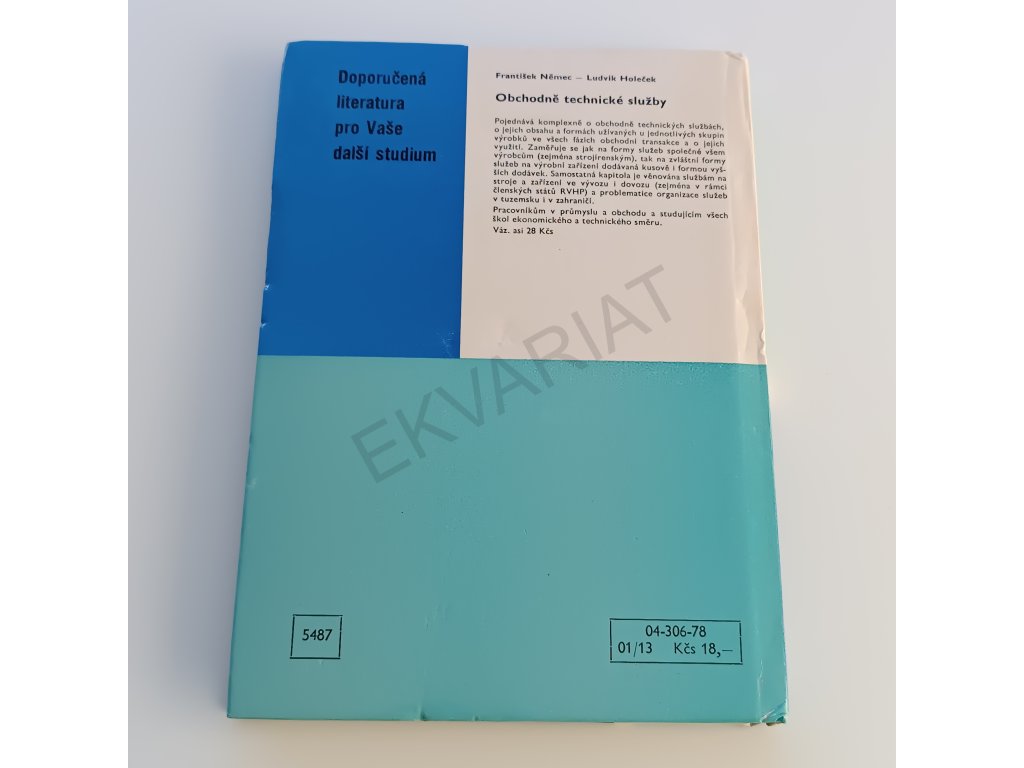 Doporučená
literatura
pro Vaše
další studium
František Němec — Ludvik Holeček
Obchodně technické služby
Pojednává komplexně o obchodně technických službách,
o jejich obsahu a formách užívaných u jednotlivých skupin
výrobků ve všech fázích obchodní transakce a o jejich
využití. Zaměřuje se jak na formy služeb společné všem
výrobcům (zejména strojírenským), tak na zvláštní formy
služeb na výrobní zařízení dodávaná kusově i formou vyš-
ších dodávek. Samostatná kapitola je věnována službám na
stroje a zařízení ve vývozu i dovozu (zejména v rámci
členských států RVHP) a problematice organizace služeb
v tuzemsku i v zahraničí.
Pracovníkům v průmyslu a obchodu a studujícím všech
škol ekonomického a technického směru.
Váz. asi 28 Kčs
EKVARIAT
5487
04-306-78
01/13 Kčs 18,—